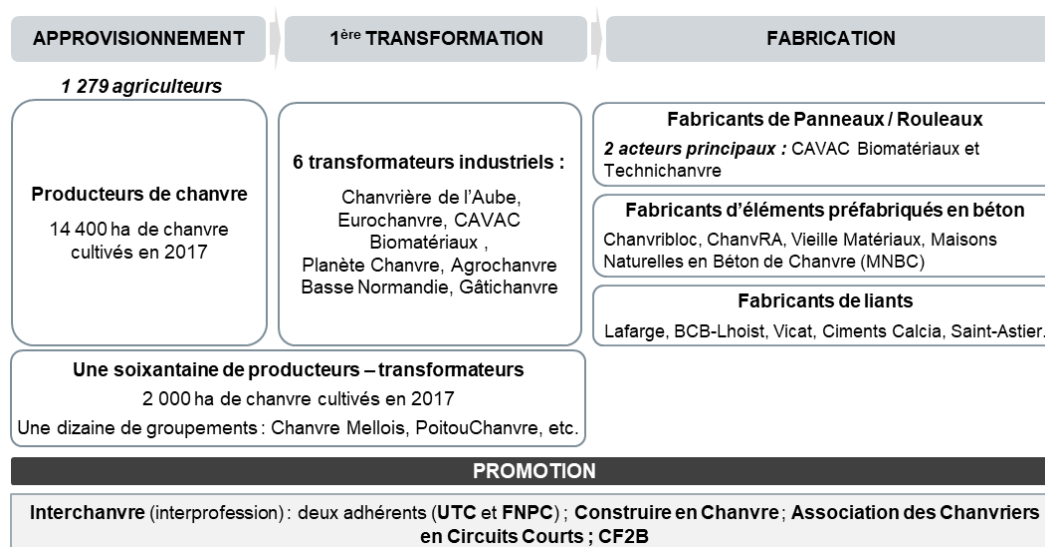 APPROVISIONNEMENT
1ère TRANSFORMATION
FABRICATION
1 279 agriculteurs
Producteurs de chanvre
14 400 ha de chanvre
cultivés en 2017
6 transformateurs industriels :
Chanvrière de l’Aube,
Eurochanvre, CAVAC
Biomatériaux ,
Planète Chanvre, Agrochanvre
Basse Normandie, Gâtichanvre
Fabricants de Panneaux / Rouleaux
2 acteurs principaux : CAVAC Biomatériaux et
Technichanvre
Fabricants d’éléments préfabriqués en béton
Chanvribloc, ChanvRA, Vieille Matériaux, Maisons
Naturelles en Béton de Chanvre (MNBC)
Fabricants de liants
Lafarge, BCB-Lhoist, Vicat, Ciments Calcia, Saint-Astier.
Une soixantaine de producteurs – transformateurs
2 000 ha de chanvre cultivés en 2017
Une dizaine de groupements : Chanvre Mellois, PoitouChanvre, etc.
PROMOTION
Interchanvre (interprofession) : deux adhérents (UTC et FNPC) ; Construire en Chanvre ; Association des Chanvriers
en Circuits Courts ; CF2B